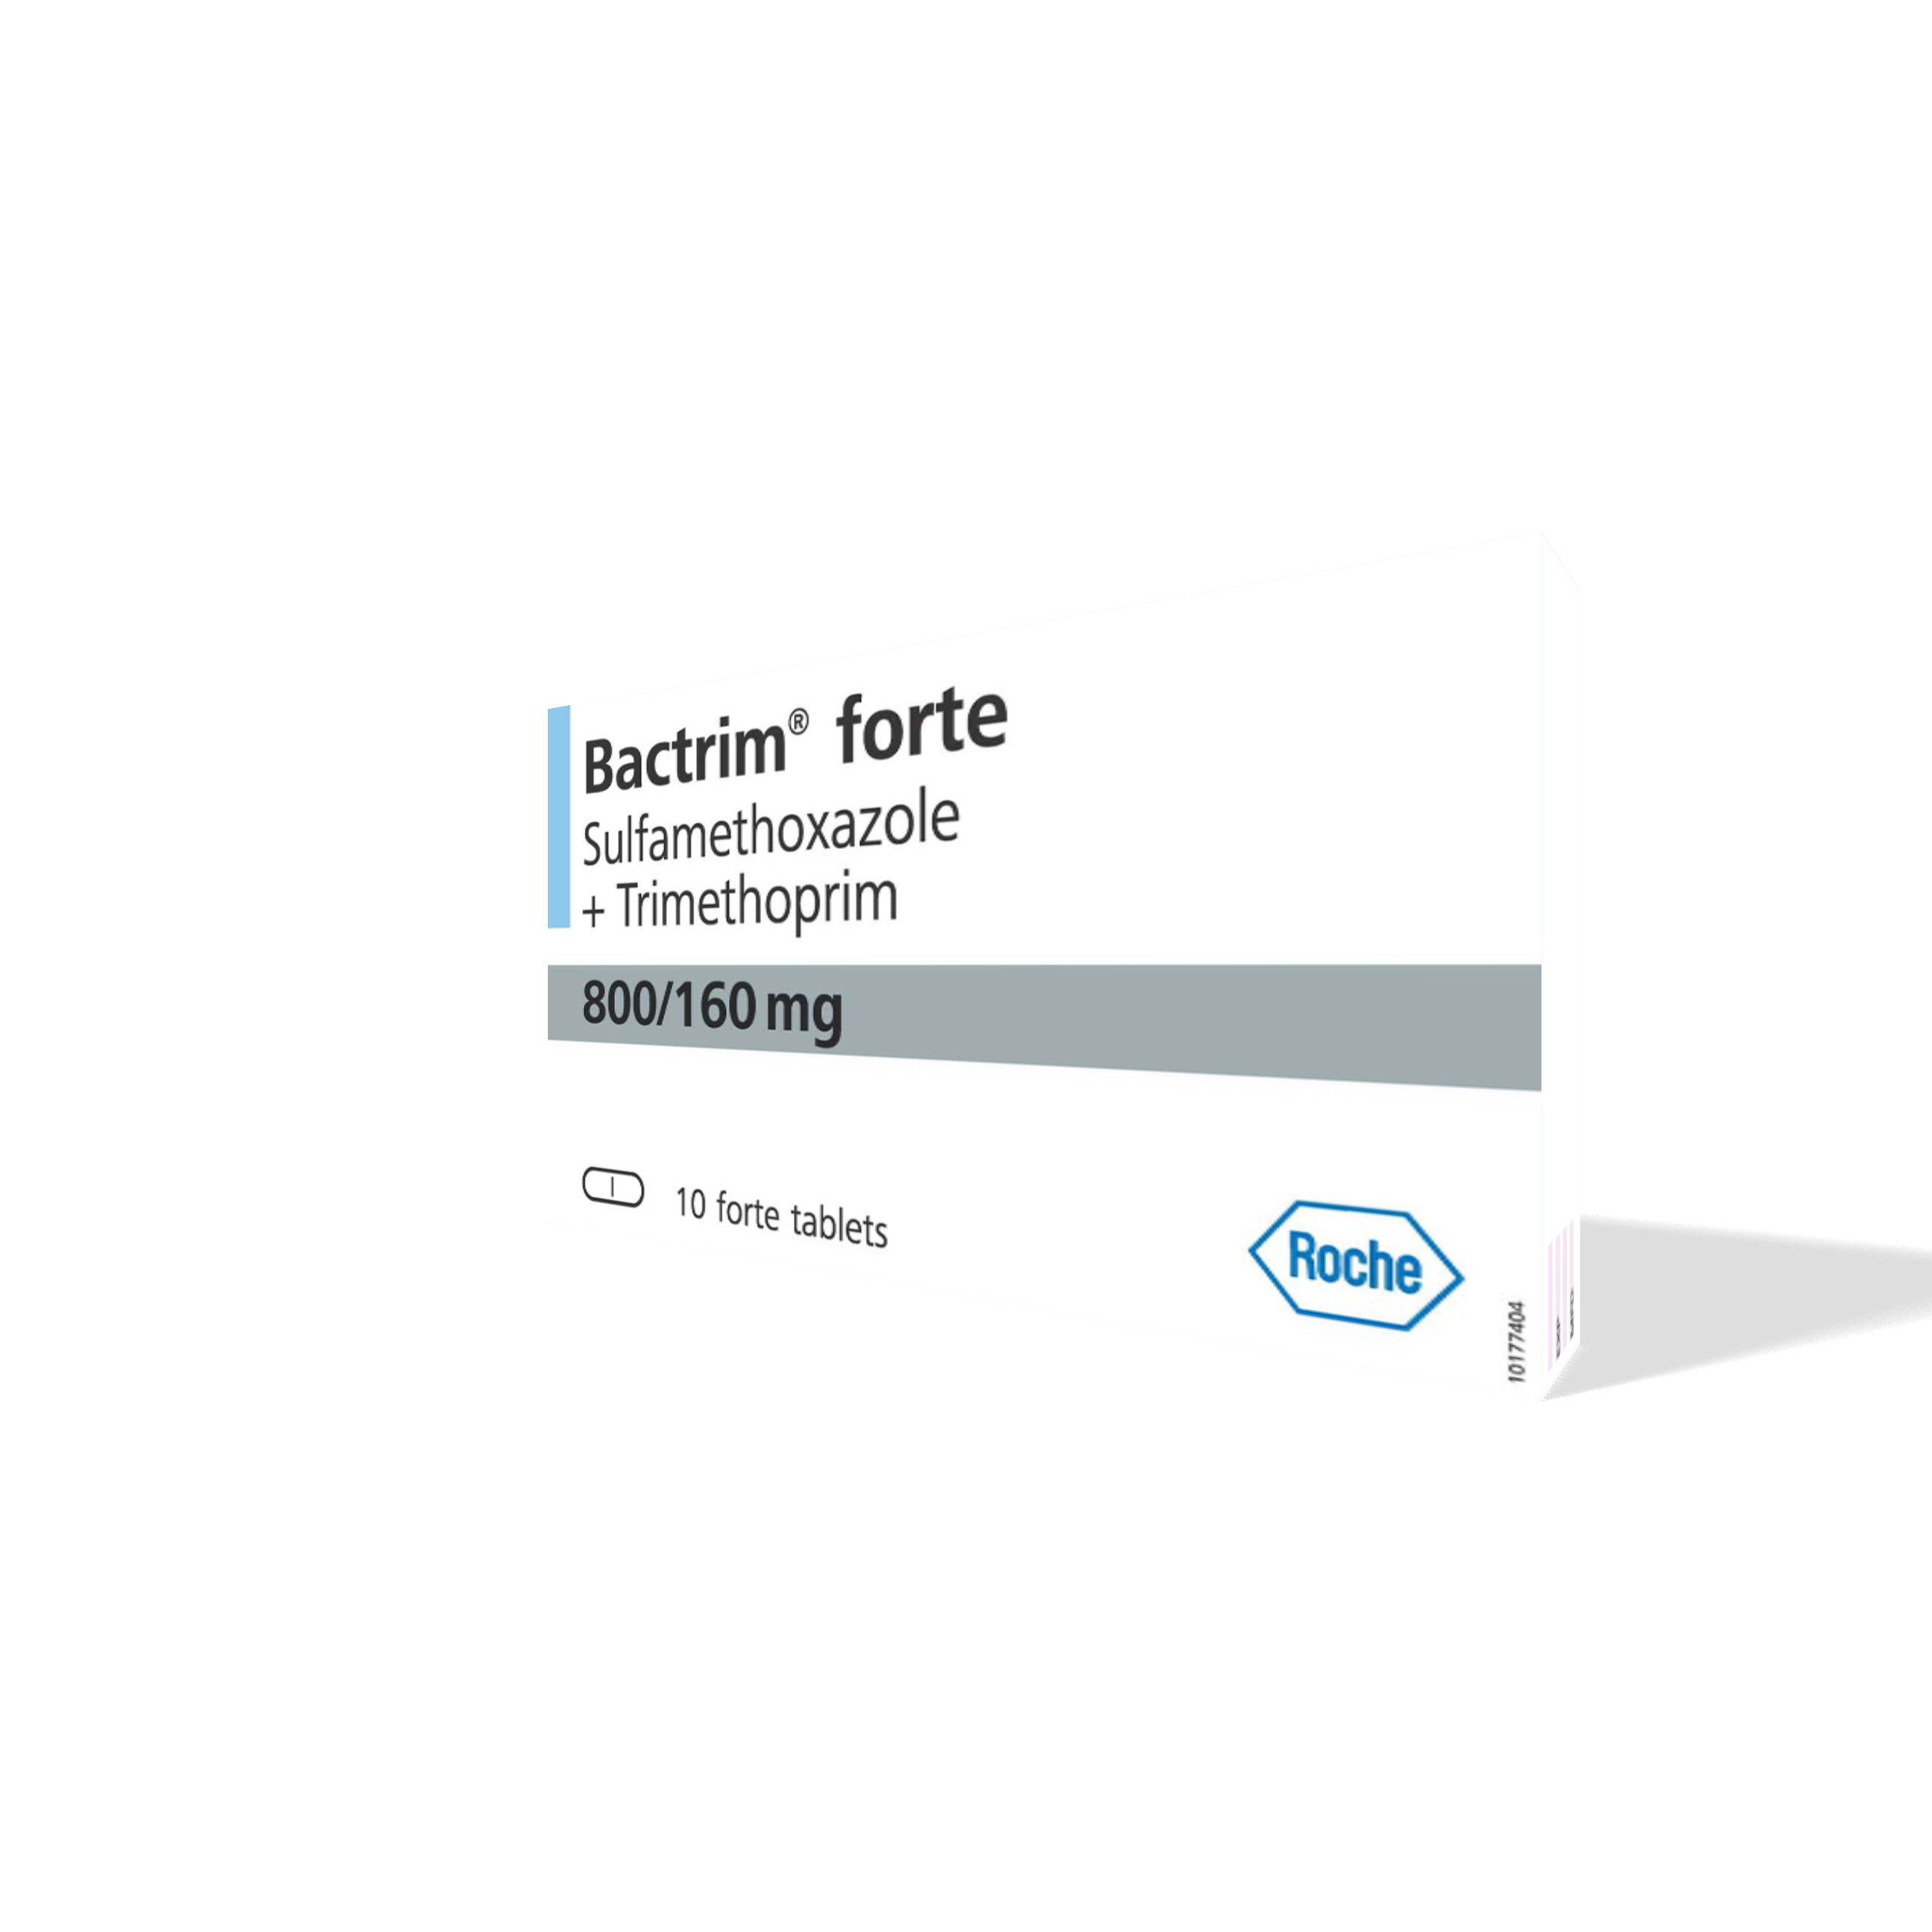 Bactrim® forte
Sulfamethoxazole
+ Trimethoprim
800/160 mg
10 forte tablets
Roche
10177404